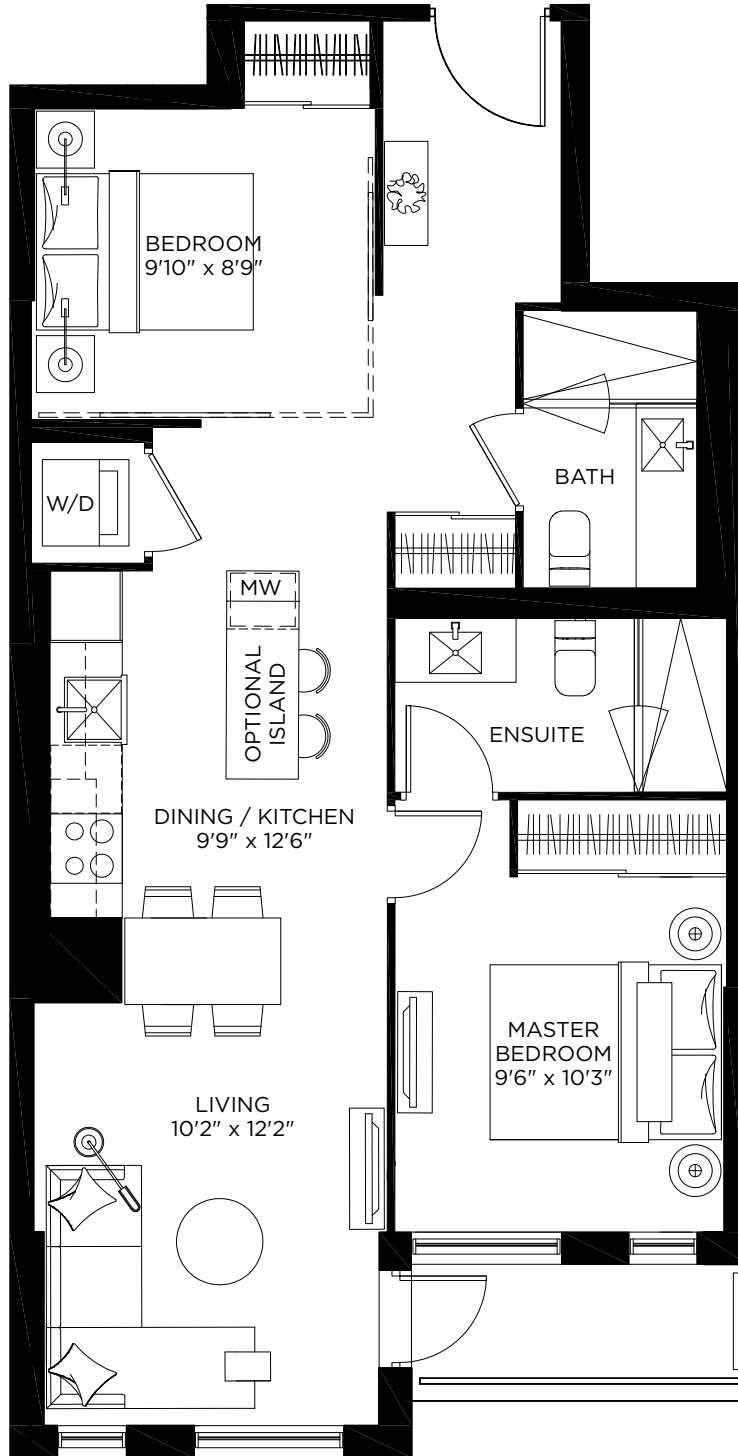 BEDROOM
9'10" x 8'9"
W/D
BATH
MW
OPTIONAL
ISLAND
ENSUITE
DINING / KITCHEN
9'9" x 12'6"
MASTER
BEDROOM
9'6" x 10'3"
LIVING
10'2" x 12'2"